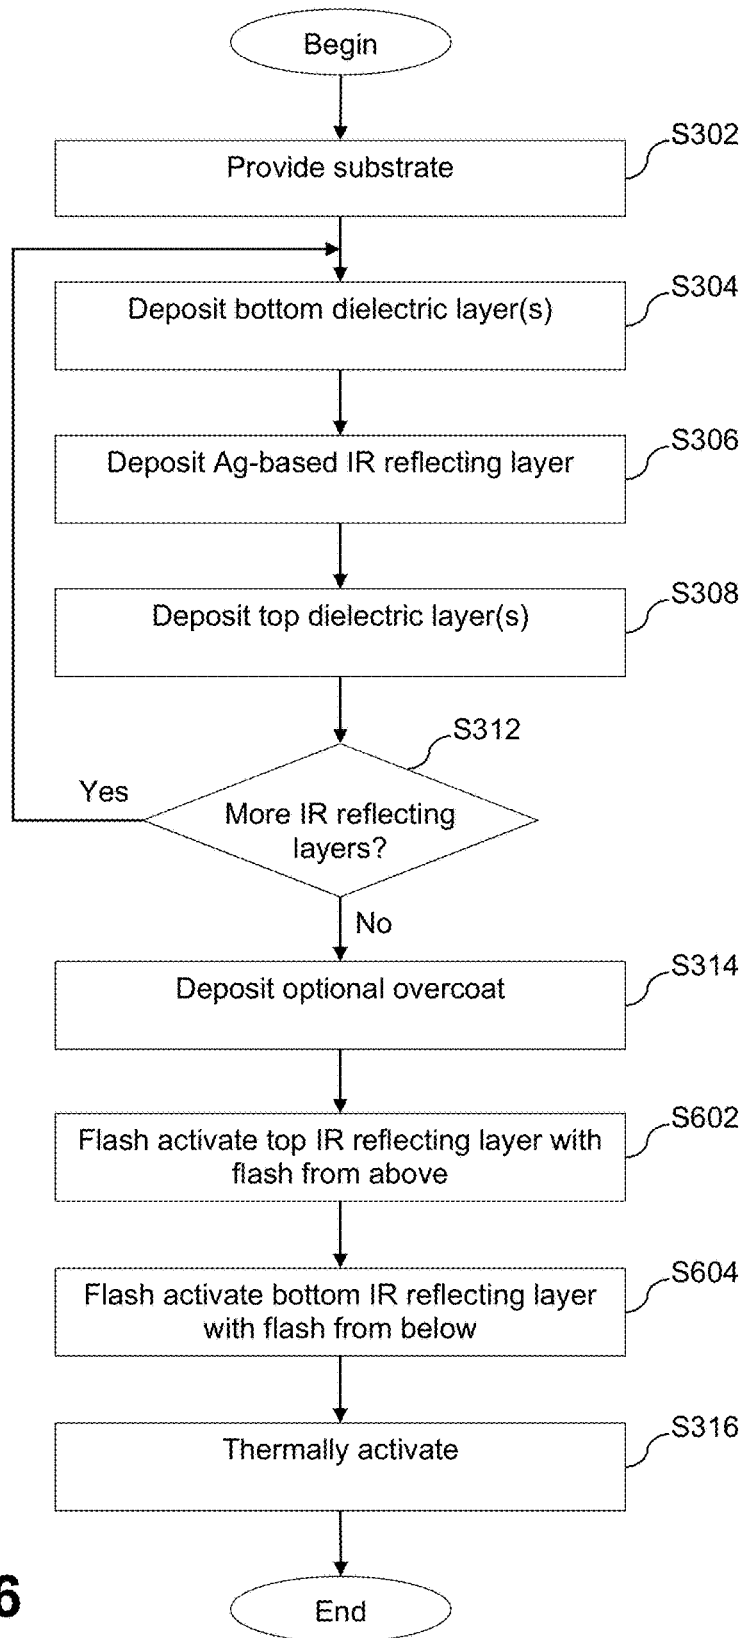 Begin
S302
Provide substrate
S304
Deposit bottom dielectric layer(s)
S306
Deposit Ag-based IR reflecting layer
S308
Deposit top dielectric layer(s)
S312
Yes
More IR reflecting
layers?
No
S314
Deposit optional overcoat
S602
Flash activate top IR reflecting layer with
flash from above
S604
Flash activate bottom IR reflecting layer
with flash from below
S316
Thermally activate
6
End